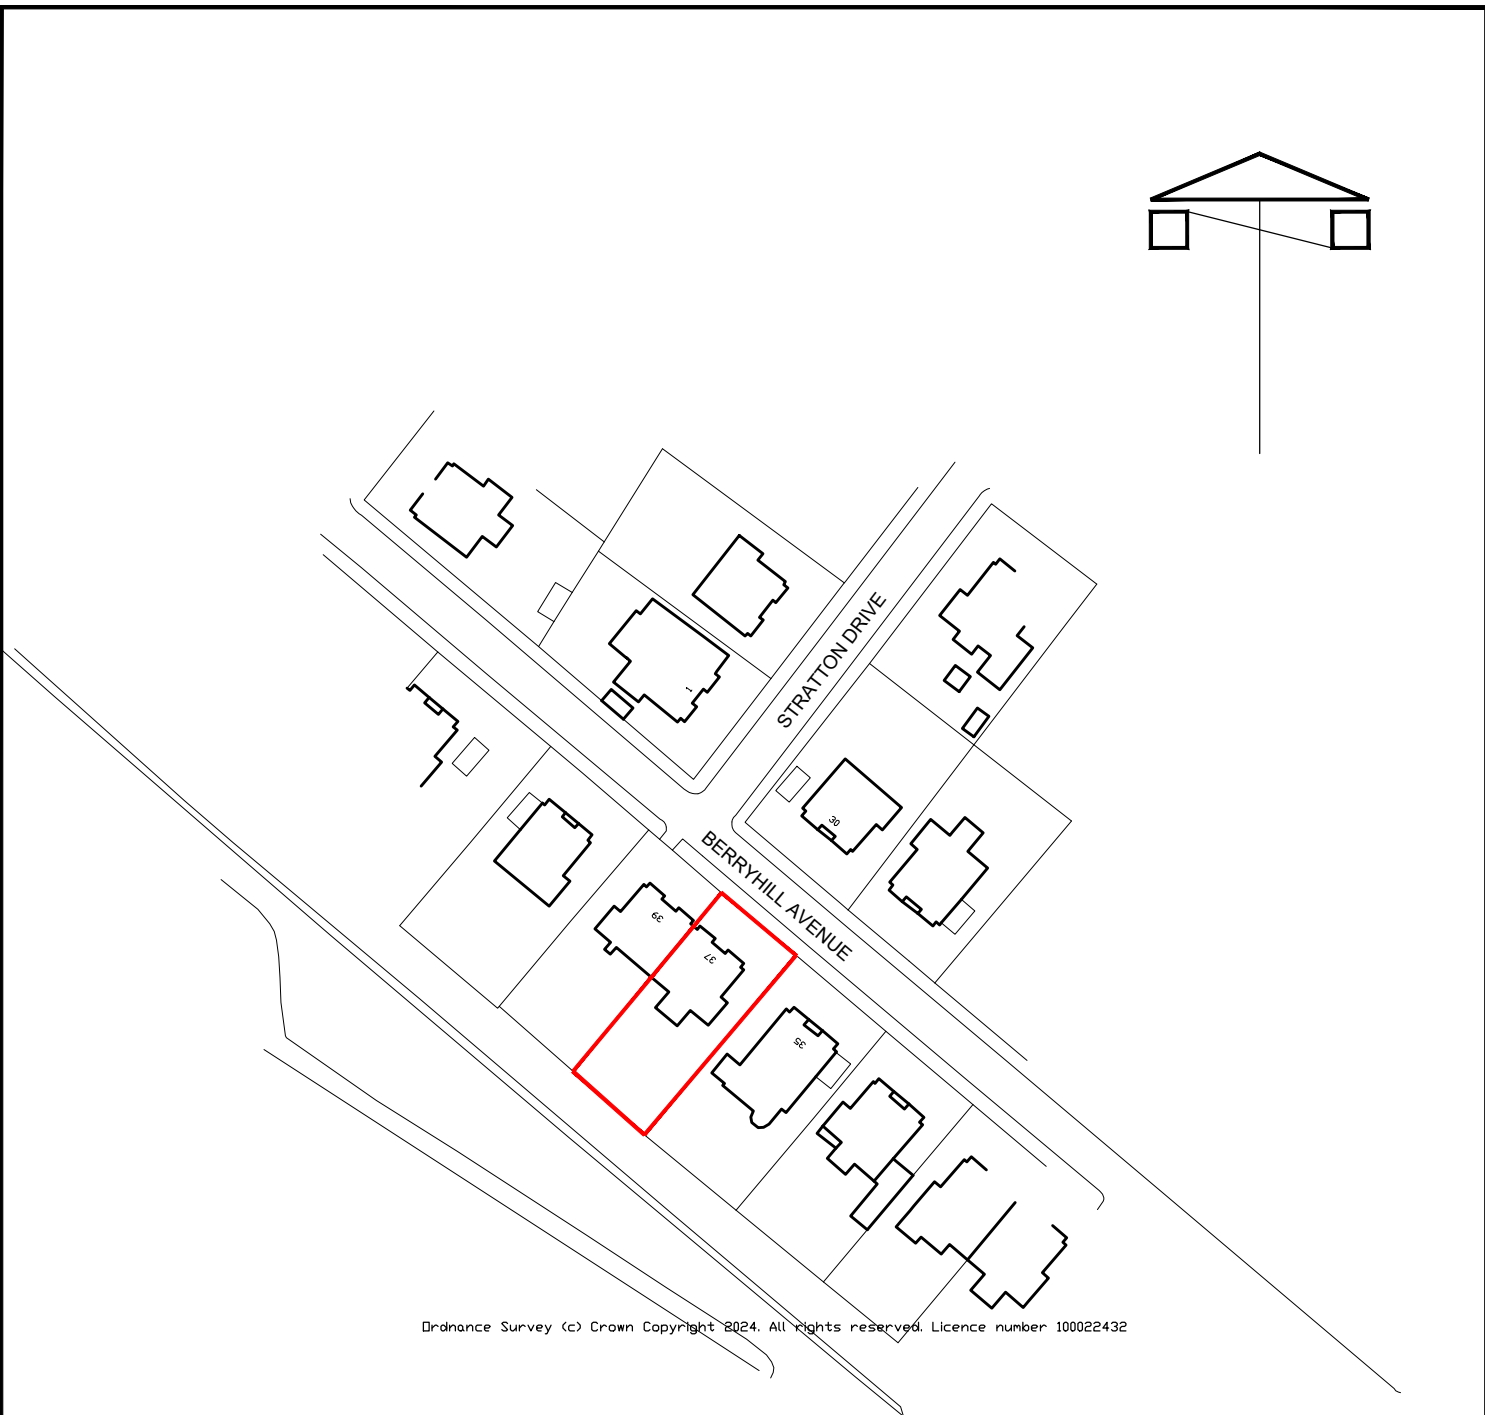 STRATTON DRIVE
1
30
BERRYHILL AVENUE
39
37
35
Ordnance Survey (c) Crown Copyright 2024. All rights reserved. Licence number 100022432